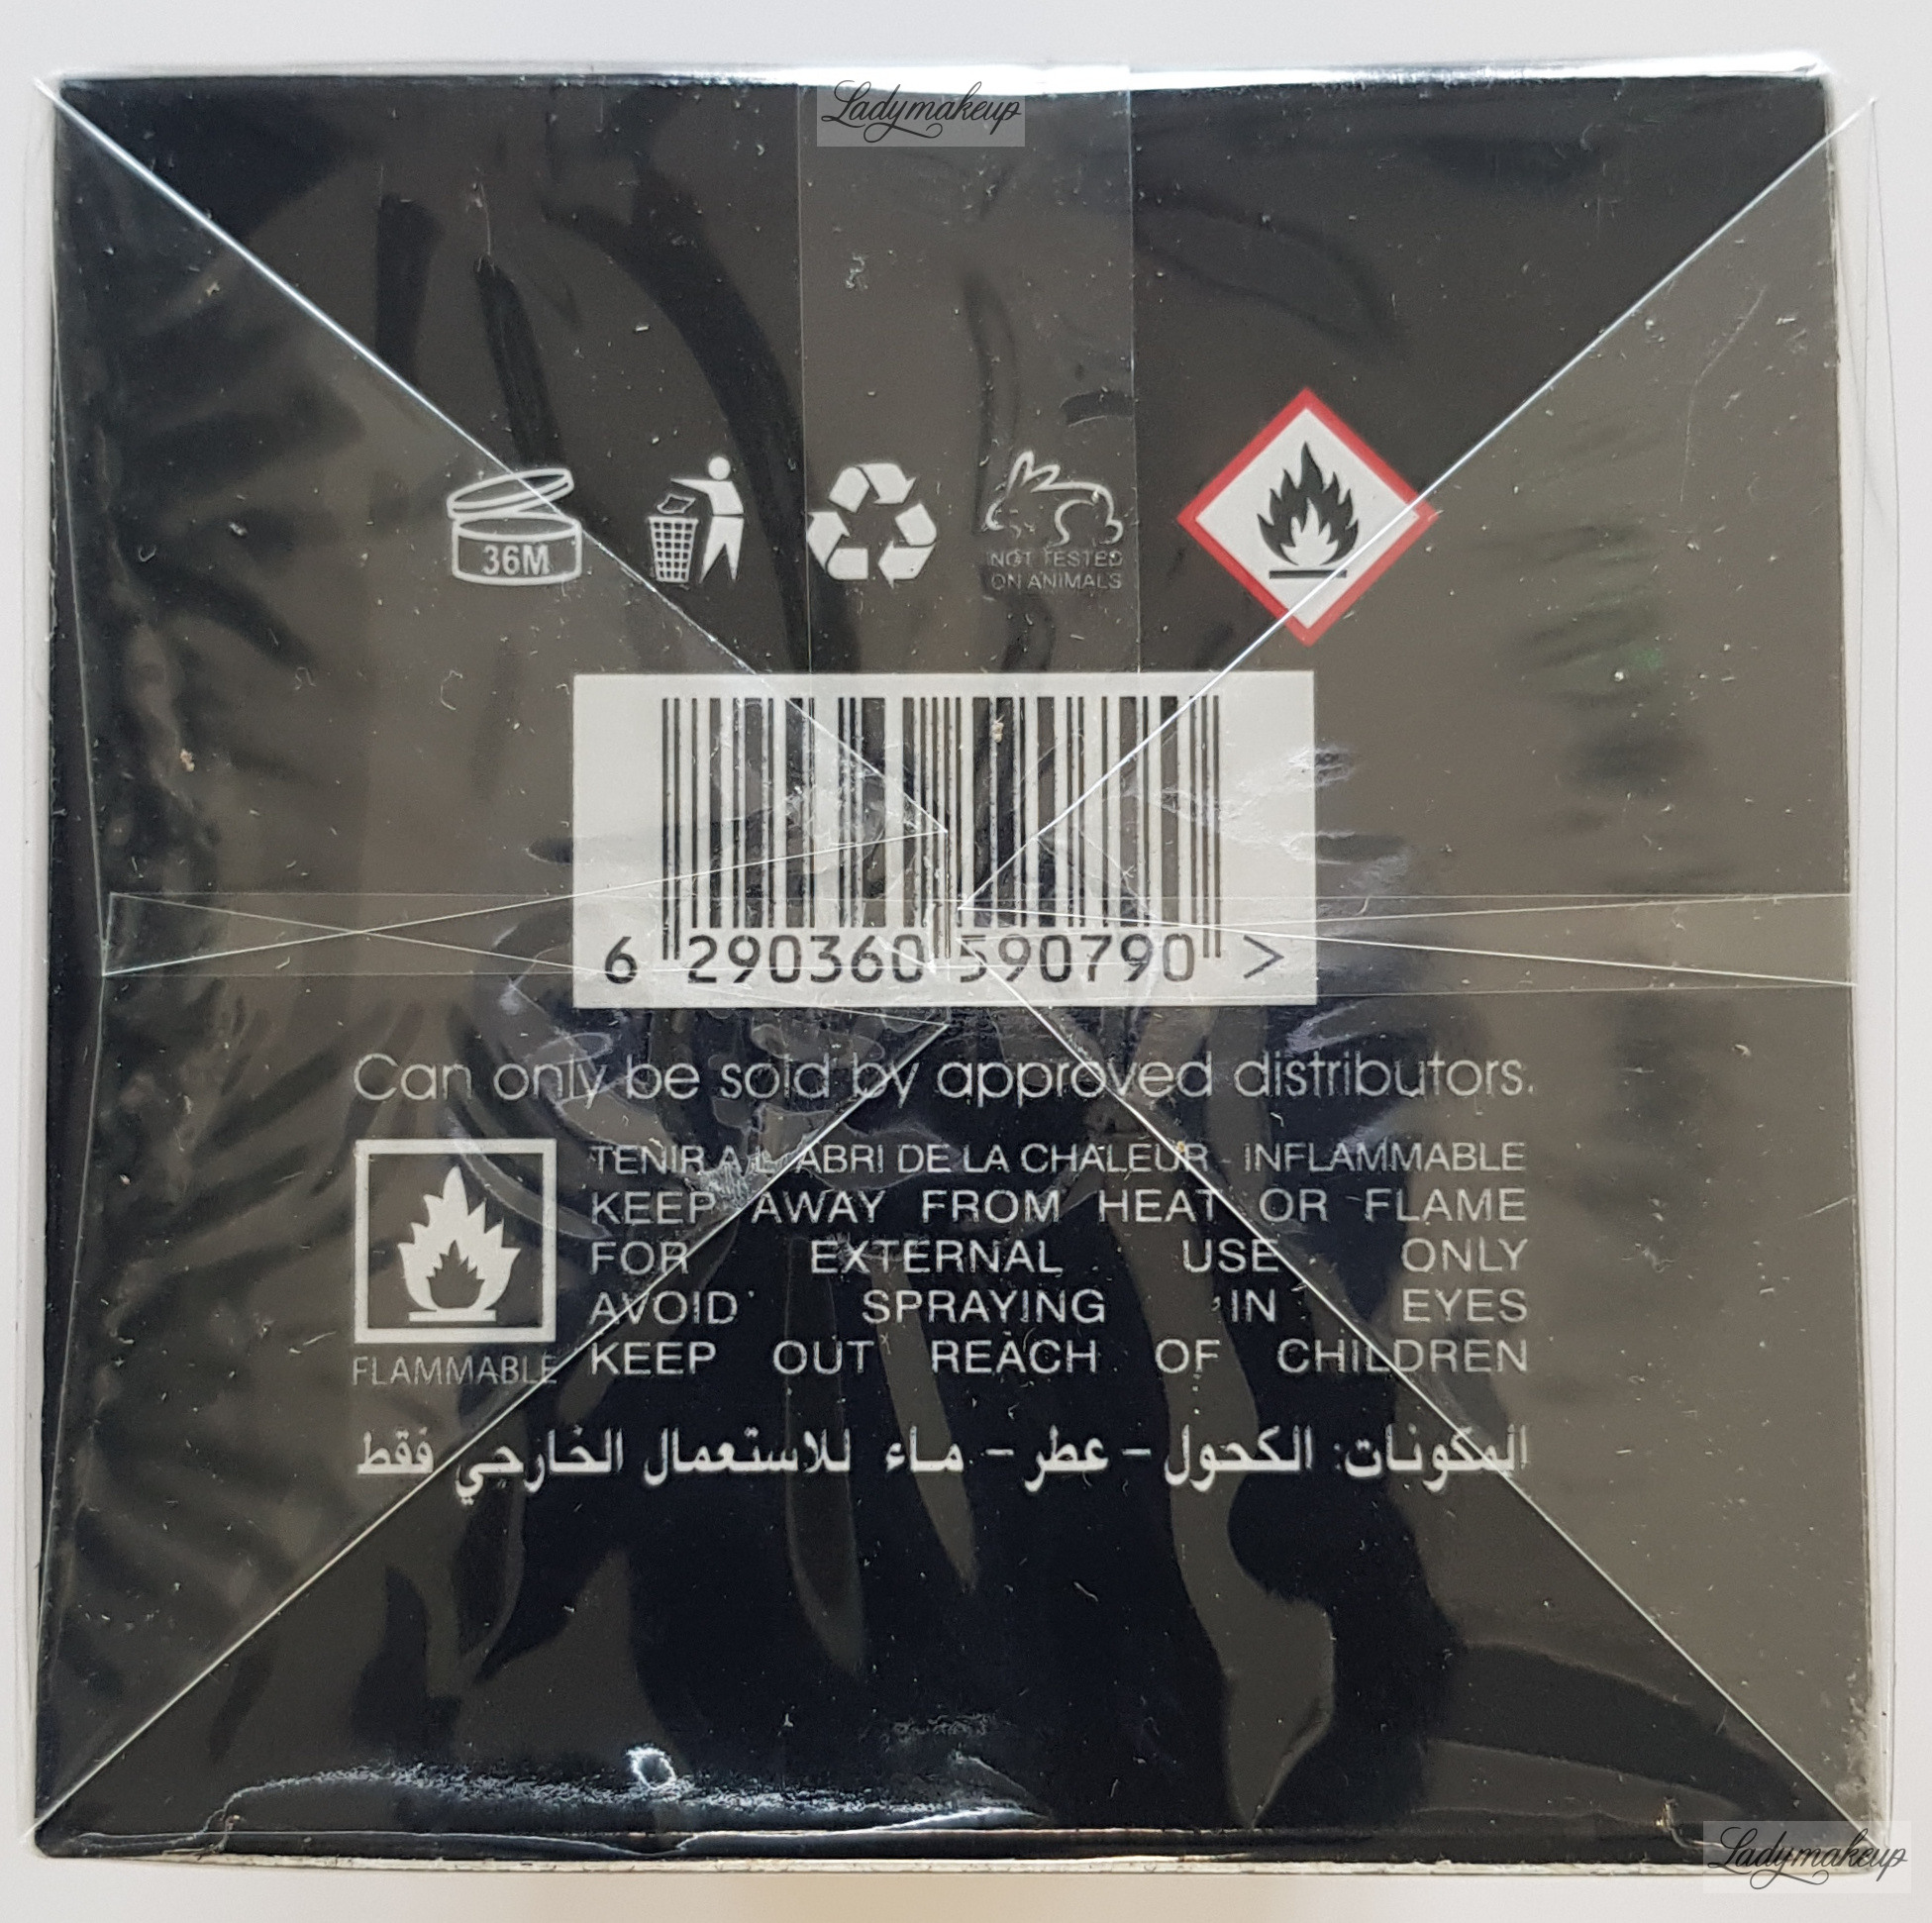 Ladymakeup
36M
NOT TESTED
ON ANIMALS
6 290360 590790 >
Can only be sold by approved distributors.
TENIR A L'ABRI DE LA CHALEUR - INFLAMMABLE
KEEP AWAY FROM HEAT OR FLAME
FOR EXTERNAL USE ONLY
AVOID SPRAYING IN EYES
KEEP OUT REACH OF CHILDREN
FLAMMABLE
المكونات: الكحول - عطر - ماء للاستعمال الخارجي فقط
Ladymakeup